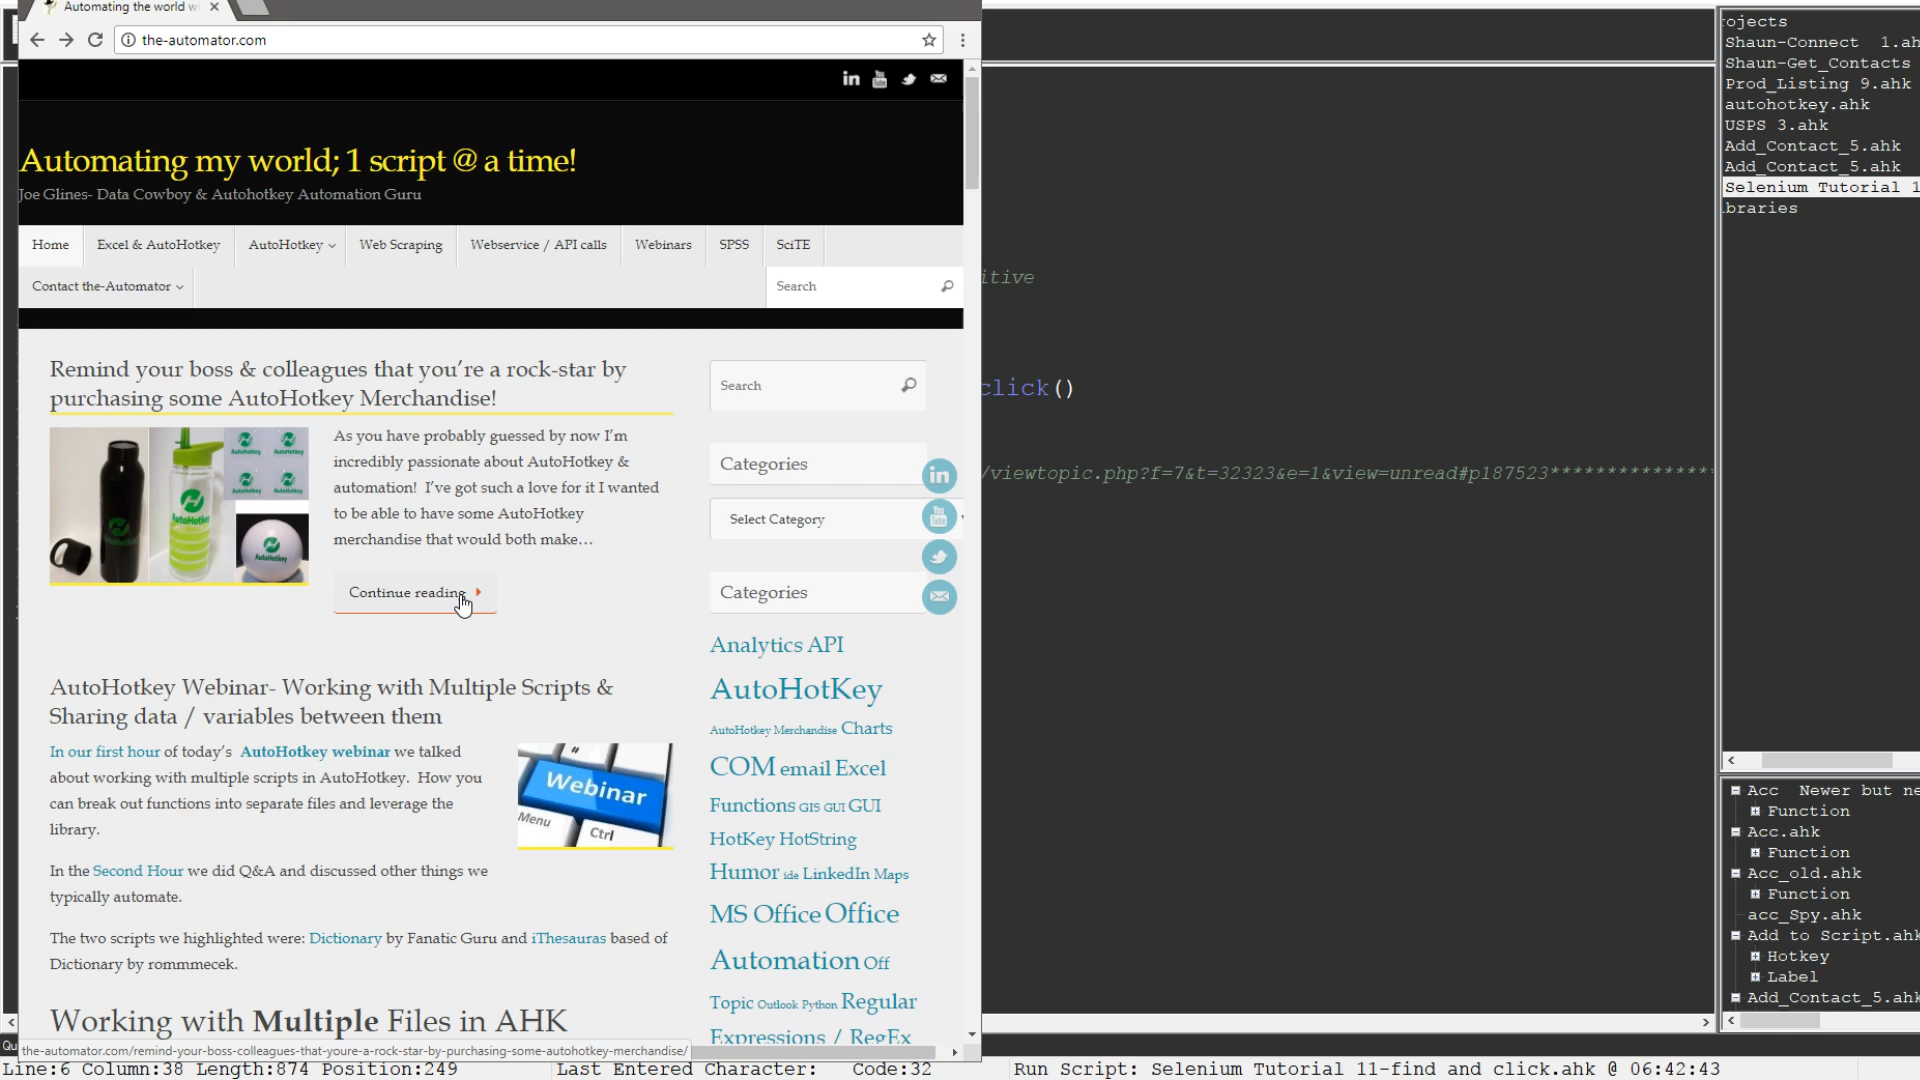 Automating the world w
the-automator.com
Automating my world; 1 script @ a time!
Joe Glines- Data Cowboy & Autohotkey Automation Guru
Home
Excel & AutoHotkey
AutoHotkey
Web Scraping
Webservice / API calls
Webinars
SPSS
SciTE
Contact the-Automator
Search
Remind your boss & colleagues that you're a rock-star by
purchasing some AutoHotkey Merchandise!
As you have probably guessed by now I'm
incredibly passionate about AutoHotkey &
automation! I've got such a love for it I wanted
to be able to have some AutoHotkey
merchandise that would both make...
Continue reading
AutoHotkey Webinar- Working with Multiple Scripts &
Sharing data / variables between them
In our first hour of today's AutoHotkey webinar we talked
about working with multiple scripts in AutoHotkey. How you
can break out functions into separate files and leverage the
library.
Webinar
Menu
Ctrl
#
In the Second Hour we did Q&A and discussed other things we
typically automate.
The two scripts we highlighted were: Dictionary by Fanatic Guru and iThesauras based of
Dictionary by rommmecek.
Working with Multiple Files in AHK
the-automator.com/remind-your-boss-colleagues-that-youre-a-rock-star-by-purchasing-some-autohotkey-merchandise/
Search
Categories
Select Category
Categories
Analytics API
AutoHotKey
AutoHotkey Merchandise Charts
COM email Excel
Functions GIS GUI GUI
HotKey HotString
Humor ide LinkedIn Maps
MS Office Office
Automation Off
Topic Outlook Python Regular
Expressions / RegEx
itive
click()
/viewtopic.php?f=7&t=32323&e=1&view=unread#p187523***************
ojects
Shaun-Connect 1.ah
Shaun-Get_Contacts
Prod_Listing 9.ahk
autohotkey.ahk
USPS 3.ahk
Add_Contact_5.ahk
Add_Contact_5.ahk
Selenium Tutorial 1
braries
Acc Newer but ne
Function
Acc.ahk
Function
Acc_old.ahk
Function
acc_Spy.ahk
Add to Script.ahk
Hotkey
Label
Add_Contact_5.ahk
Qu
Line:6 Column:38 Length:874 Position:249 Last Entered Character: Code:32 Run Script: Selenium Tutorial 11-find and click.ahk @ 06:42:43